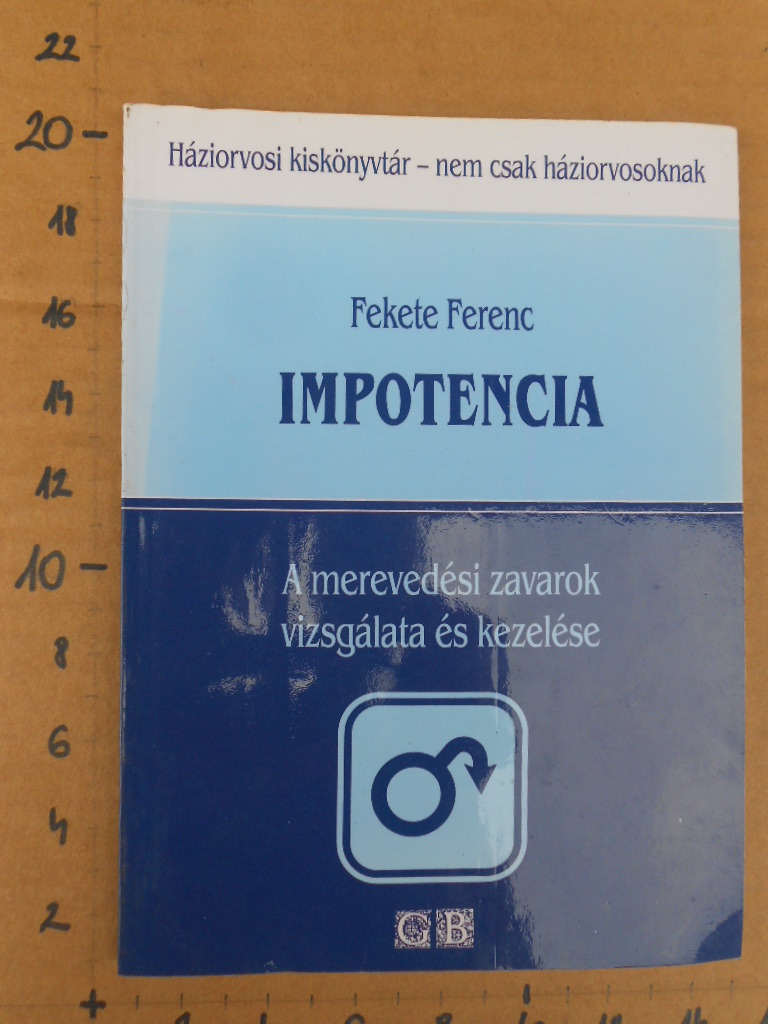 22
20
18
16
14
12
10
8
6
4
2
Háziorvosi kiskönyvtár – nem csak háziorvosoknak
Fekete Ferenc
IMPOTENCIA
A merevedési zavarok
vizsgálata és kezelése
GB